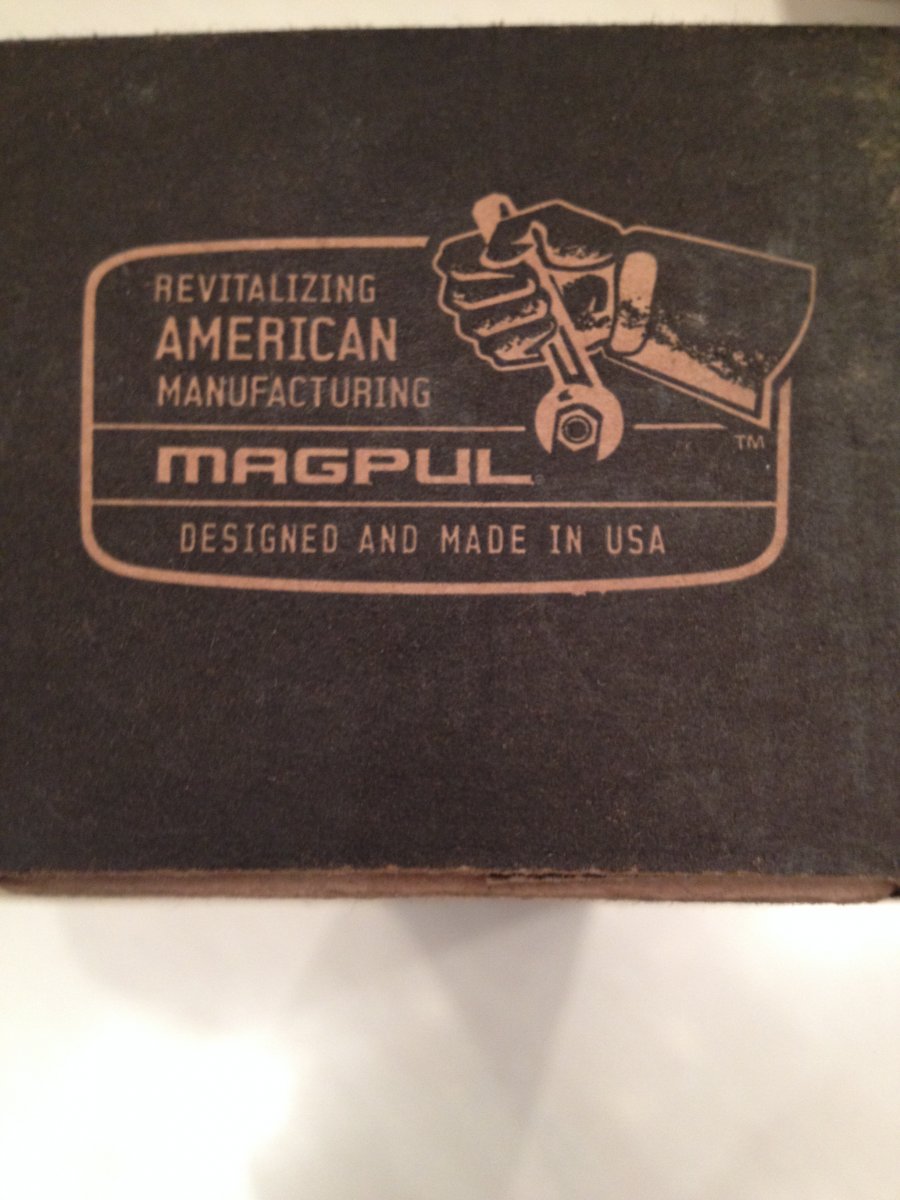 REVITALIZING
AMERICAN
MANUFACTURING
MAGPUL
TM
DESIGNED AND MADE IN USA